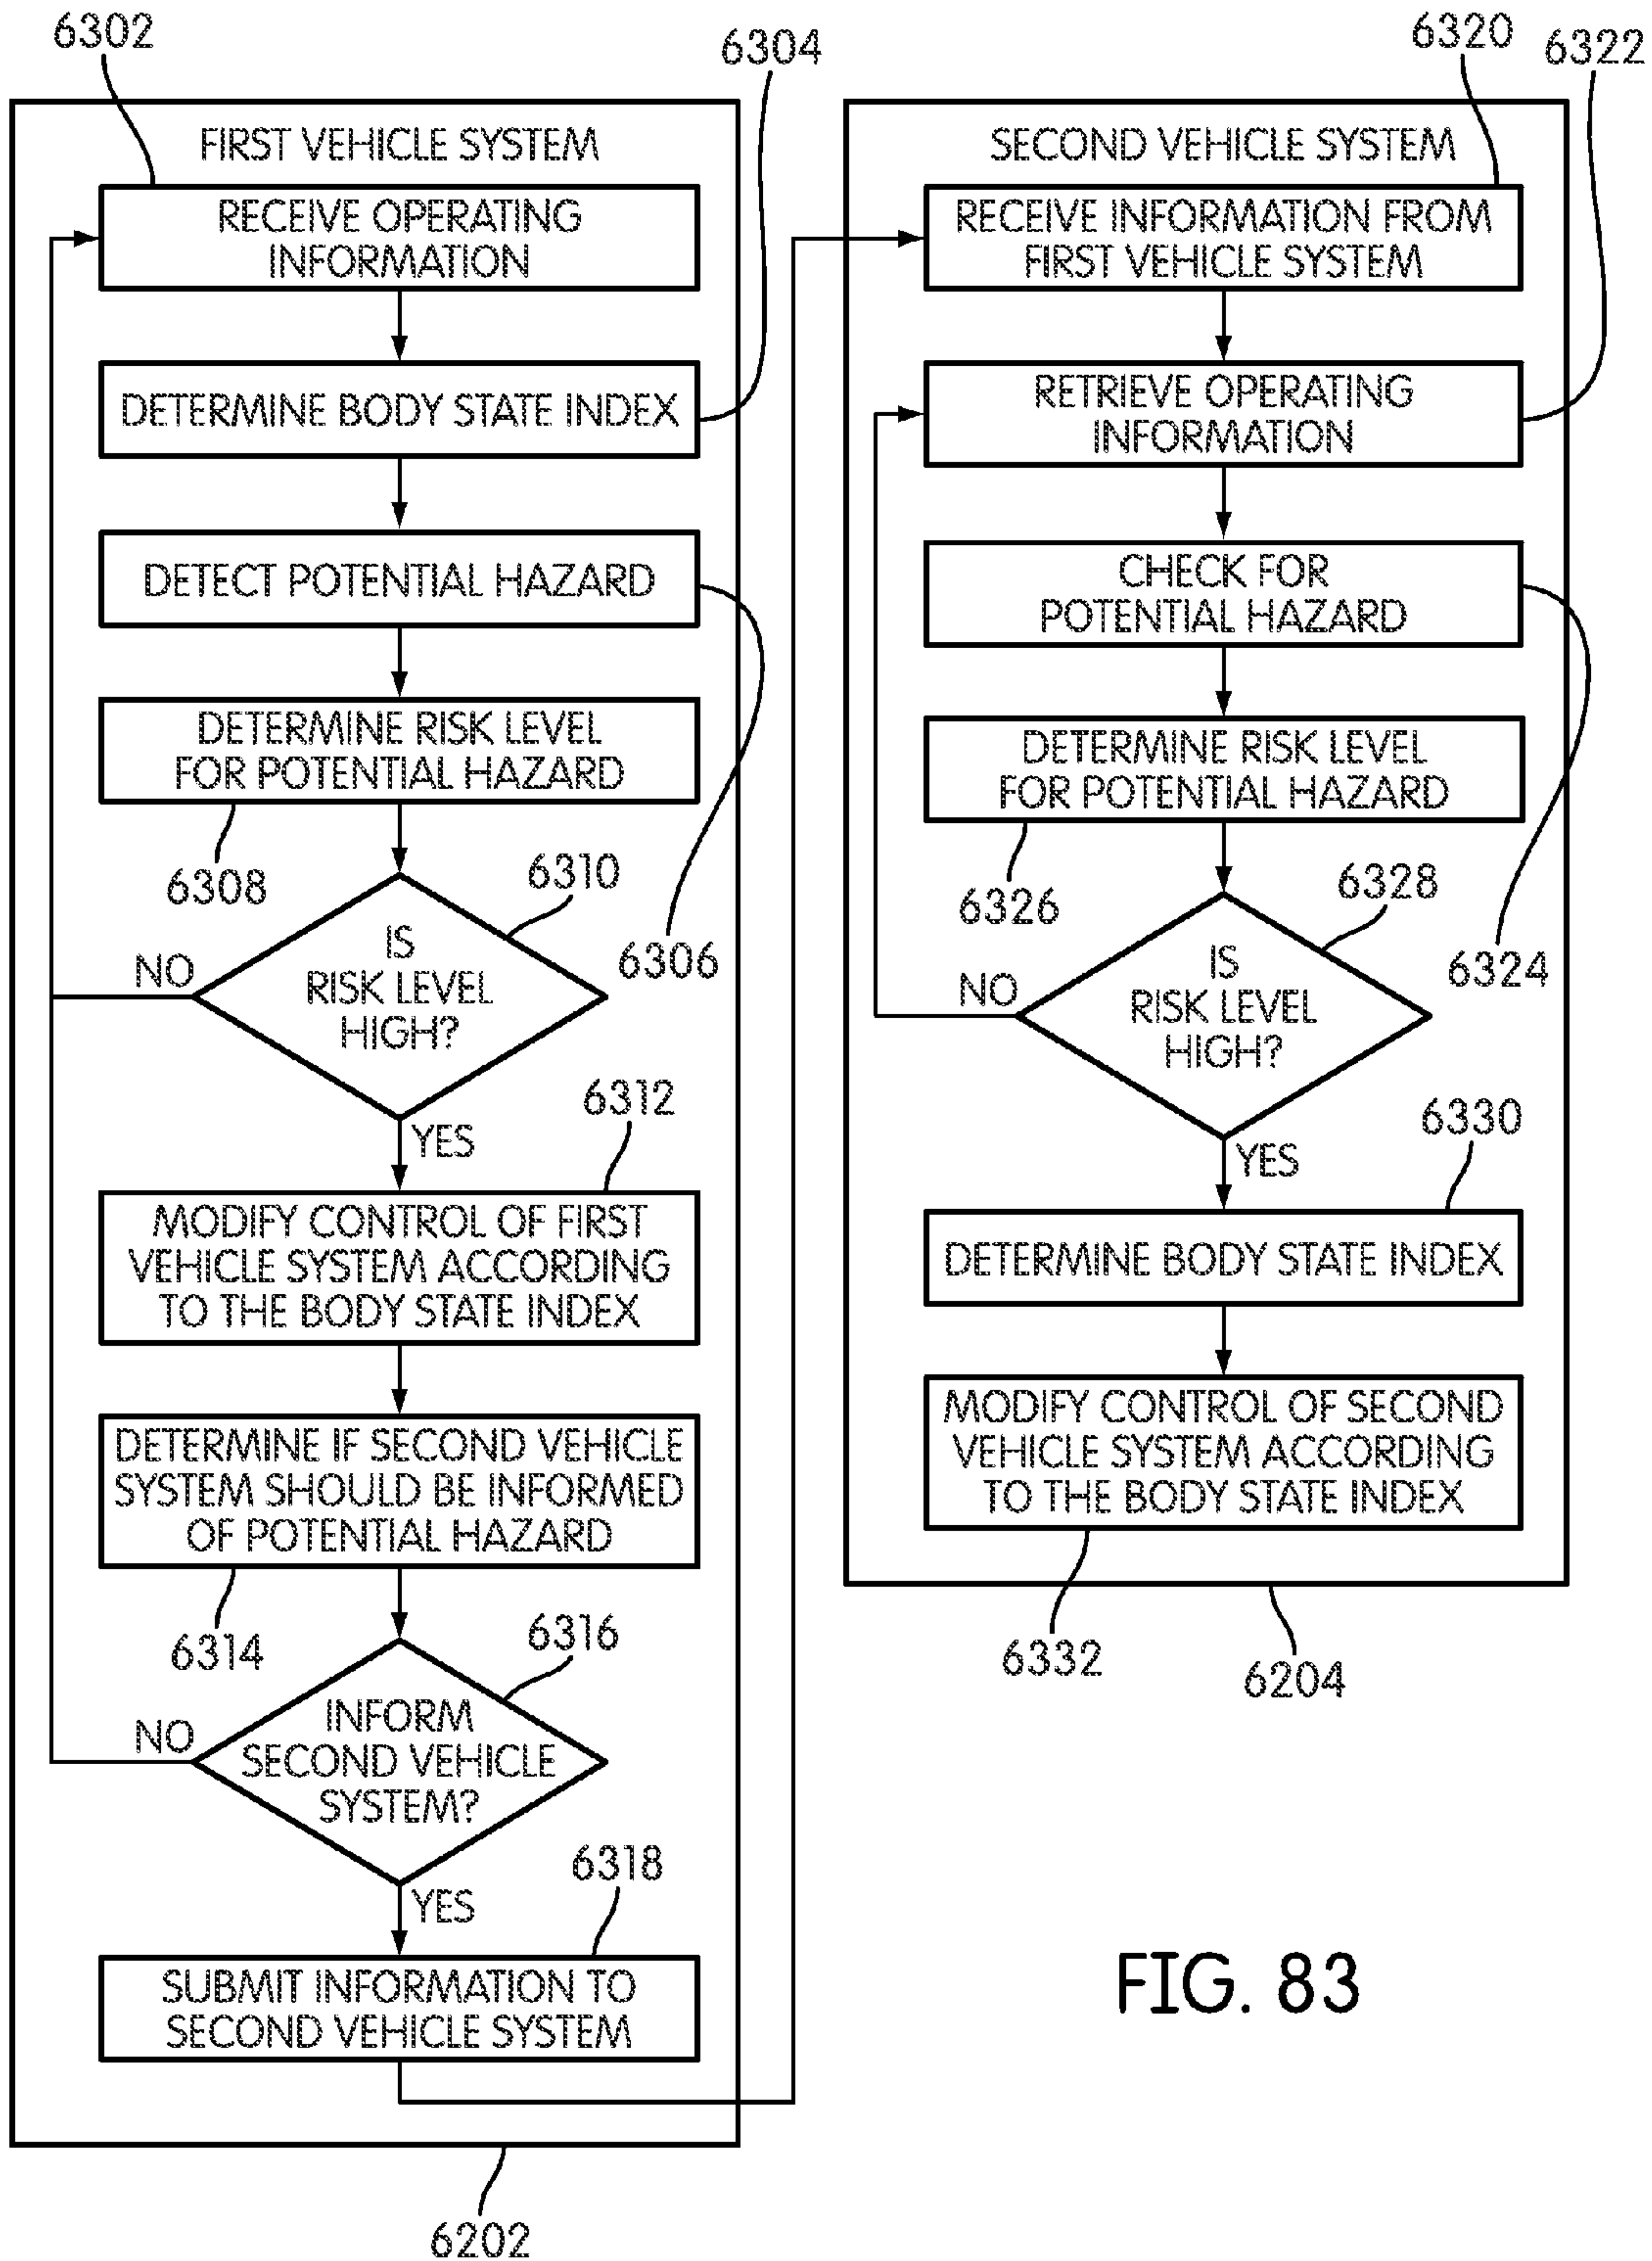 6302
6304
FIRST VEHICLE SYSTEM
RECEIVE OPERATING
INFORMATION
DETERMINE BODY STATE INDEX
DETECT POTENTIAL HAZARD
DETERMINE RISK LEVEL
FOR POTENTIAL HAZARD
6308
6310
6306
IS
RISK LEVEL
HIGH?
NO
YES
6312
MODIFY CONTROL OF FIRST
VEHICLE SYSTEM ACCORDING
TO THE BODY STATE INDEX
DETERMINE IF SECOND VEHICLE
SYSTEM SHOULD BE INFORMED
OF POTENTIAL HAZARD
6314
6316
INFORM
SECOND VEHICLE
SYSTEM?
NO
YES
6318
SUBMIT INFORMATION TO
SECOND VEHICLE SYSTEM
6202
6320
6322
SECOND VEHICLE SYSTEM
RECEIVE INFORMATION FROM
FIRST VEHICLE SYSTEM
RETRIEVE OPERATING
INFORMATION
CHECK FOR
POTENTIAL HAZARD
DETERMINE RISK LEVEL
FOR POTENTIAL HAZARD
6326
6328
6324
IS
RISK LEVEL
HIGH?
NO
YES
6330
DETERMINE BODY STATE INDEX
MODIFY CONTROL OF SECOND
VEHICLE SYSTEM ACCORDING
TO THE BODY STATE INDEX
6332
6204
FIG. 83